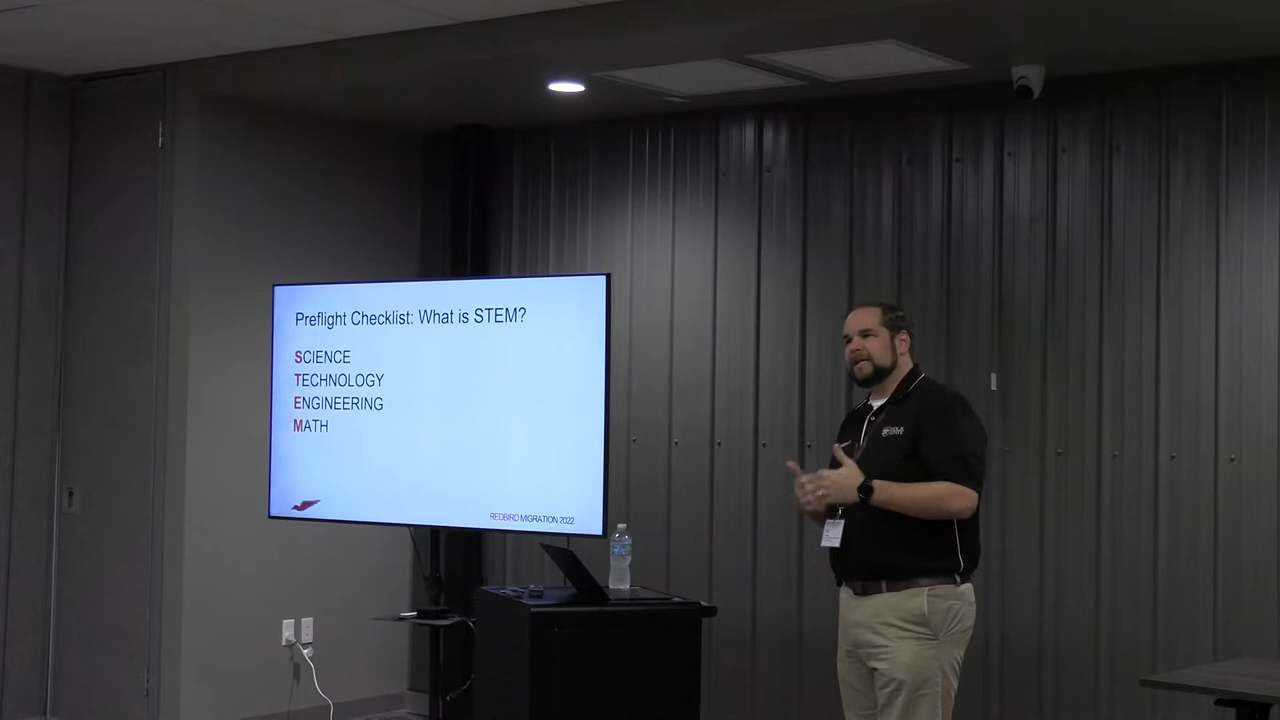 Preflight Checklist: What is STEM?
SCIENCE
TECHNOLOGY
ENGINEERING
MATH
REDBIRD MIGRATION 2022